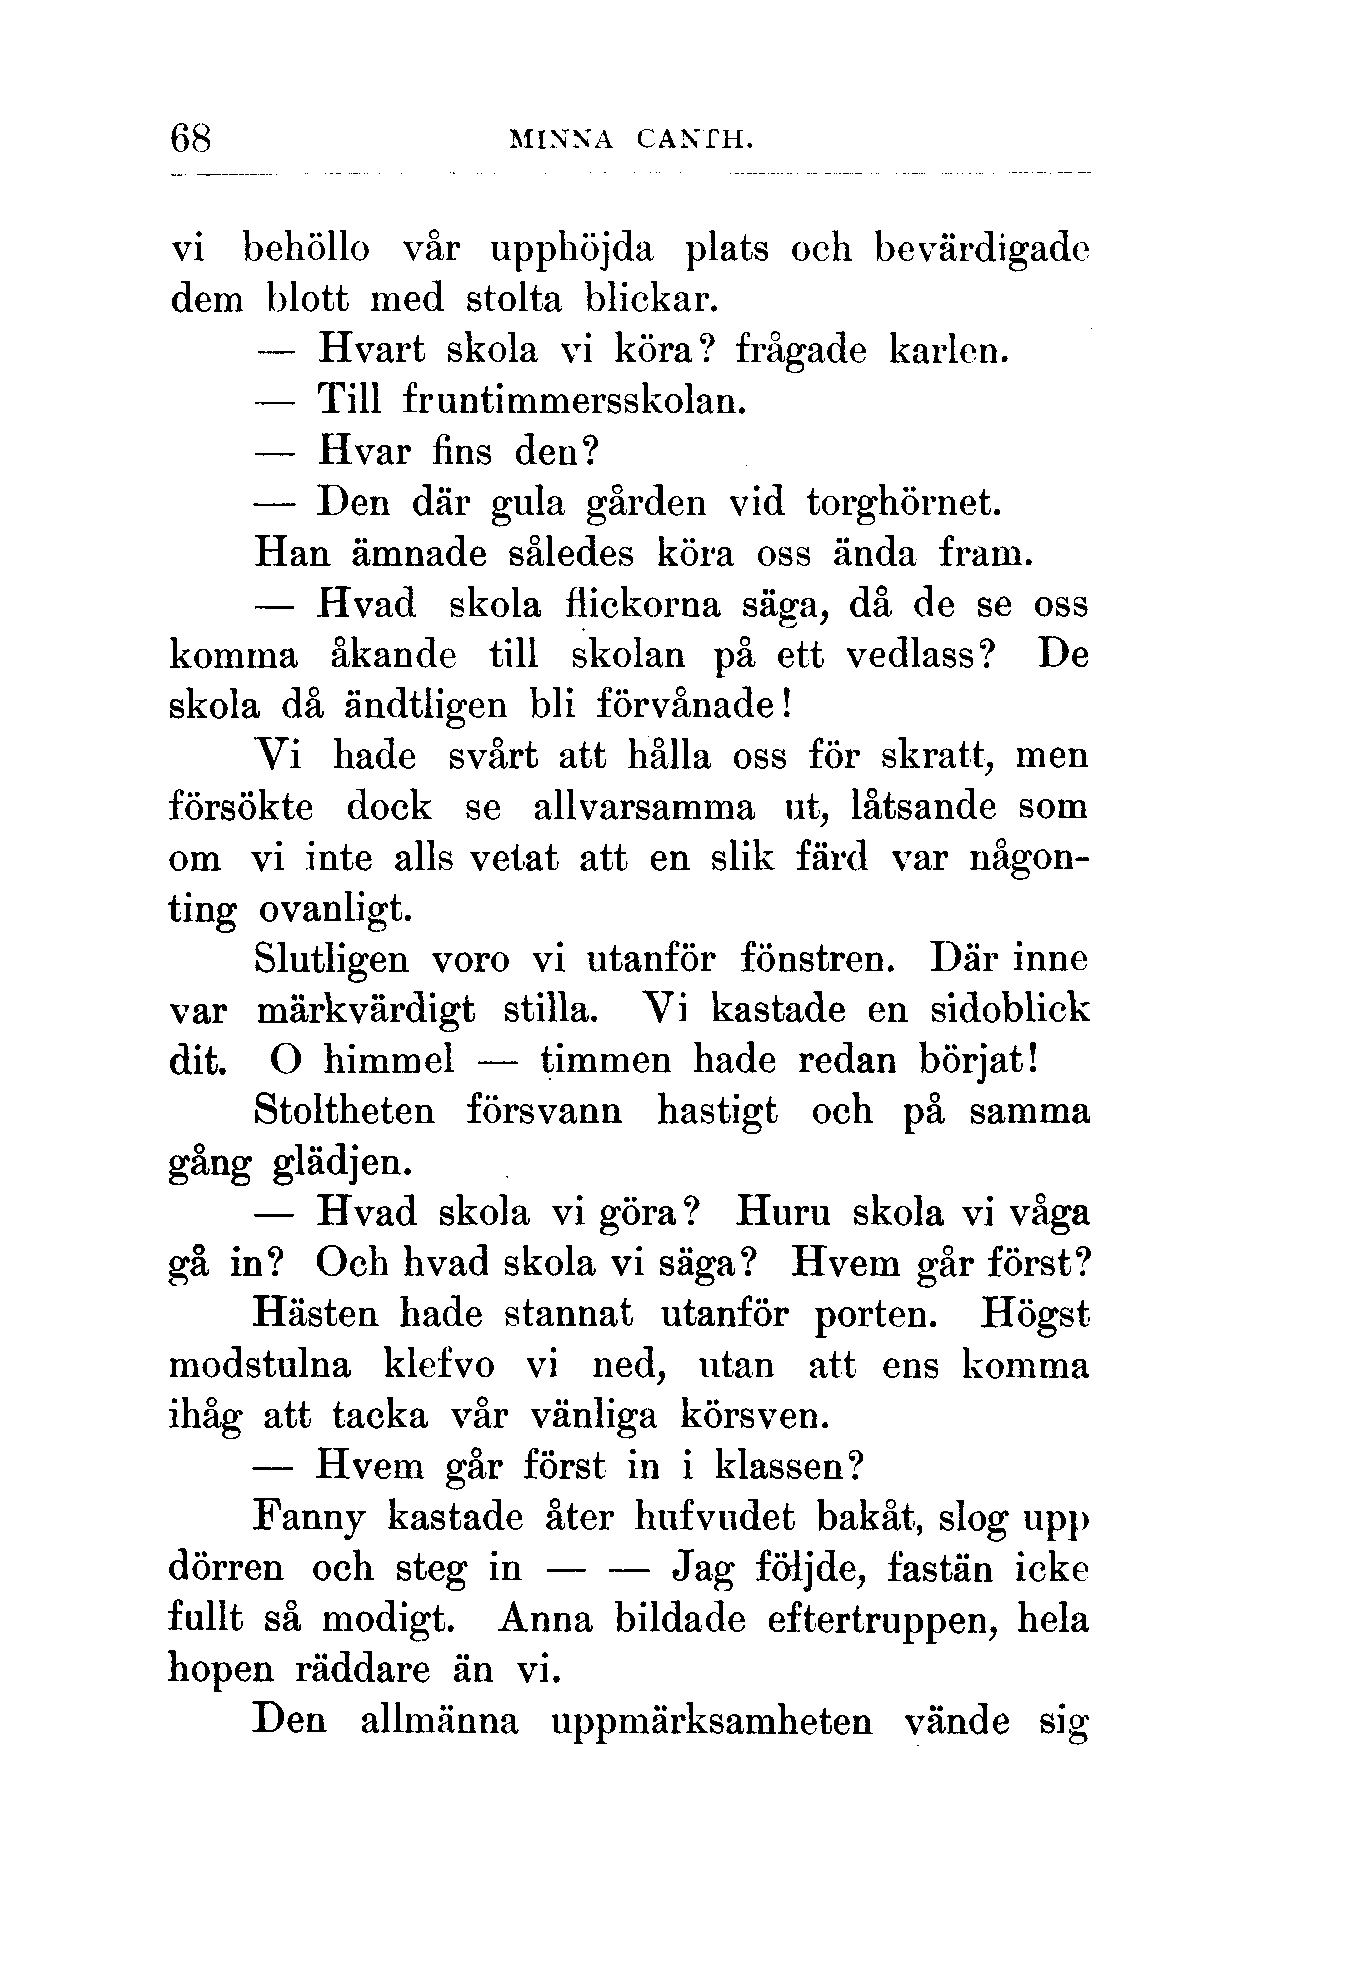 68 MINNA CANTH.
vi behöllo vår upphöjda plats och bevärdigade
dem blott med stolta blickar.
— Hvart skola vi köra? frågade karlen.
— Till fruntimmersskolan.
— Hvar fins den?
— Den där gula gården vid torghörnet.
Han ämnade således köra oss ända fram.
— Hvad skola flickorna säga, då de se oss
komma åkande till skolan på ett vedlass? De
skola då ändtligen bli förvånade!
Vi hade svårt att hålla oss för skratt, men
försökte dock se allvarsamma ut, låtsande som
om vi inte alls vetat att en slik färd var någon-
ting ovanligt.
Slutligen voro vi utanför fönstren. Där inne
var märkvärdigt stilla. Vi kastade en sidoblick
dit. O himmel — timmen hade redan börjat!
Stoltheten försvann hastigt och på samma
gång glädjen.
— Hvad skola vi göra? Huru skola vi våga
gå in? Och hvad skola vi säga? Hvem går först?
Hästen hade stannat utanför porten. Högst
modstulna klefvo vi ned, utan att ens komma
ihåg att tacka vår vänliga körsven.
— Hvem går först in i klassen?
Fanny kastade åter hufvudet bakåt, slog upp
dörren och steg in — — Jag följde, fastän icke
fullt så modigt. Anna bildade eftertruppen, hela
hopen räddare än vi.
Den allmänna uppmärksamheten vände sig